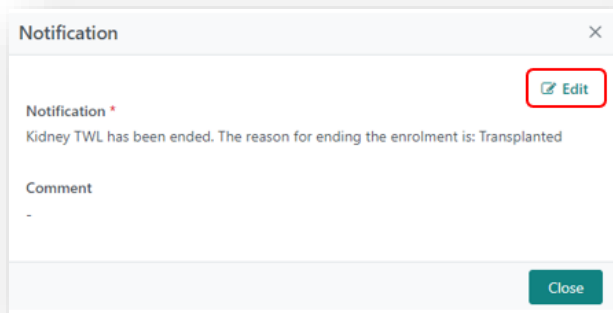 Notification
Edit
Notification *
Kidney TWL has been ended. The reason for ending the enrolment is: Transplanted
Comment
-
Close